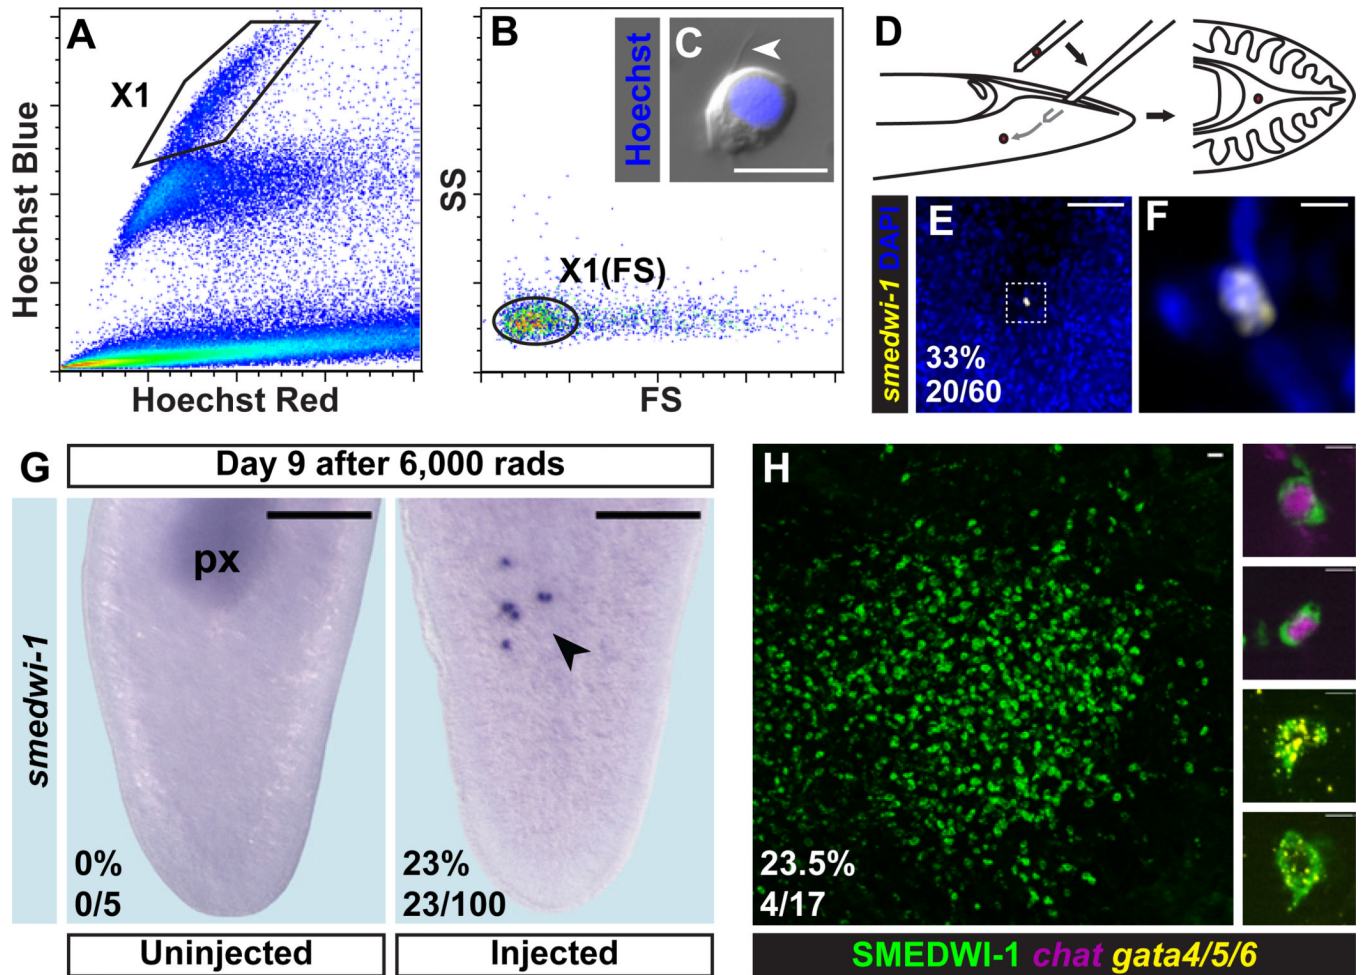 A
X1
Hoechst Blue
Hoechst Red
B
C
Hoechst
X1(FS)
SS
FS
D
smedwi-1 DAPI
E
33%
20/60
F
G
Day 9 after 6,000 rads
smedwi-1
px
0%
0/5
23%
23/100
Uninjected
Injected
H
23.5%
4/17
SMEDWI-1 chat gata4/5/6